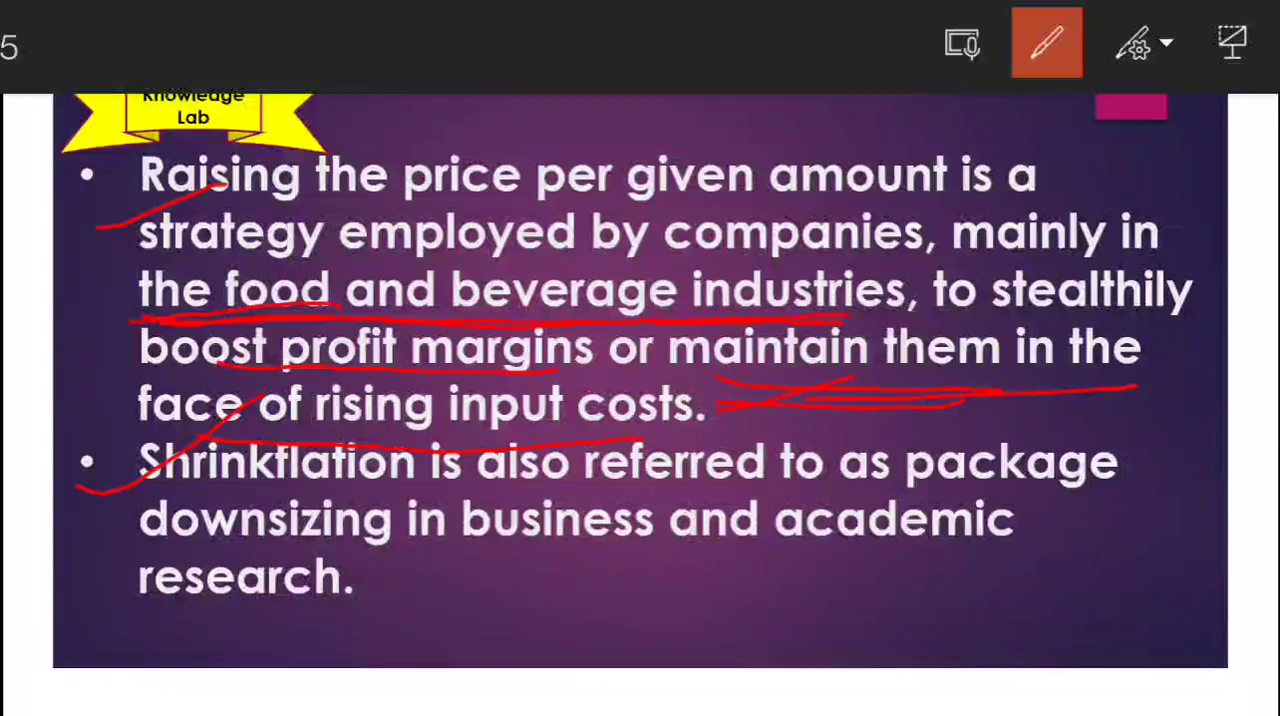 5
Knowledge
Lab
• Raising the price per given amount is a
strategy employed by companies, mainly in
the food and beverage industries, to stealthily
boost profit margins or maintain them in the
face of rising input costs.
• Shrinkflation is also referred to as package
downsizing in business and academic
research.